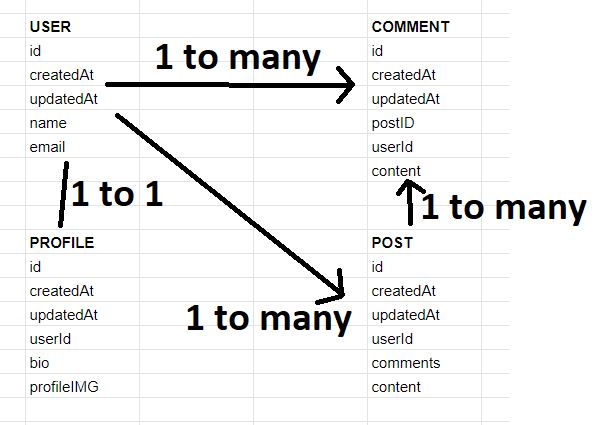 USER
id
createdAt
updatedAt
name
email
1 to many
COMMENT
id
createdAt
updatedAt
postID
userId
content
1 to 1
1 to many
1 to many
PROFILE
id
createdAt
updatedAt
userId
bio
profileIMG
POST
id
createdAt
updatedAt
userId
comments
content